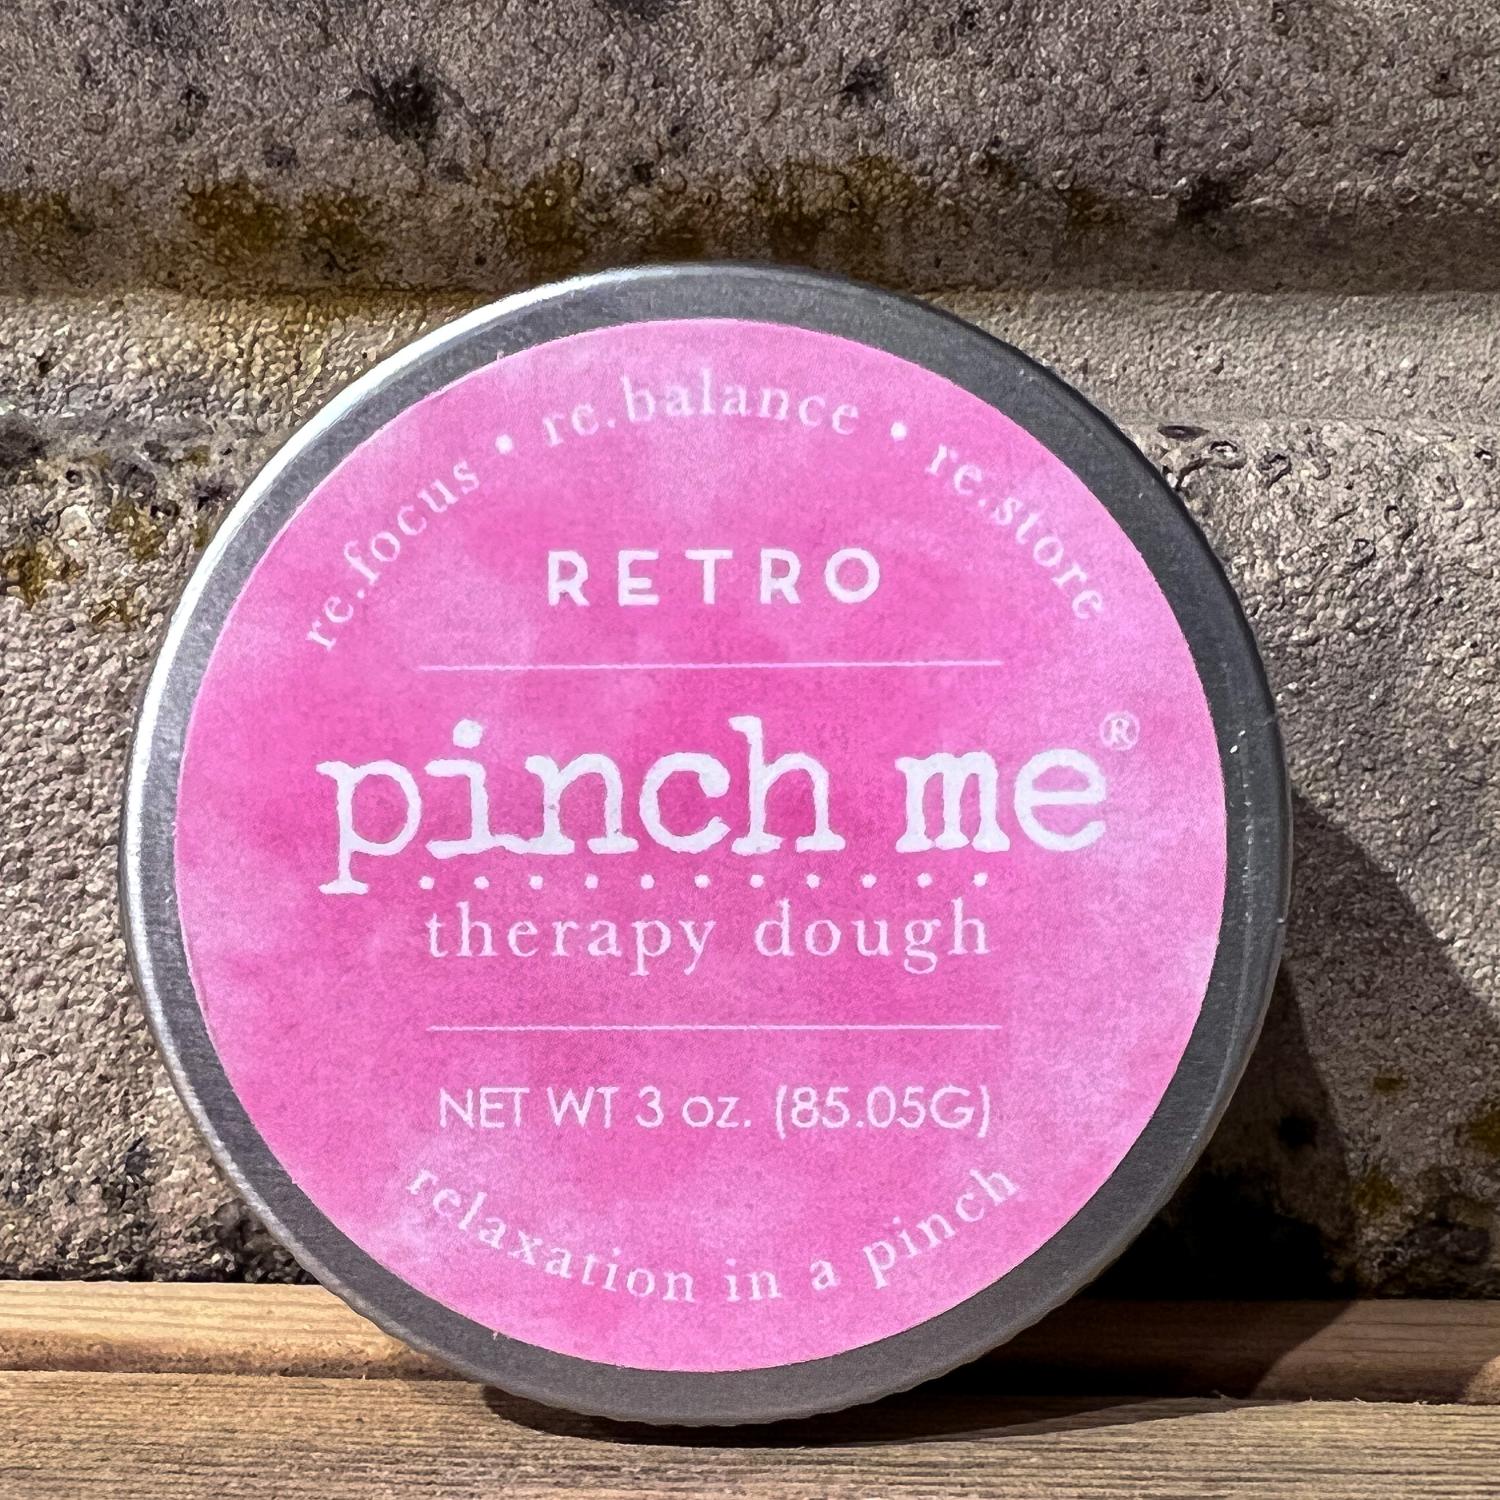 re.focus • re.balance • re.store
RETRO
pinch me®
therapy dough
NET WT 3 oz. (85.05G)
relaxation in a pinch